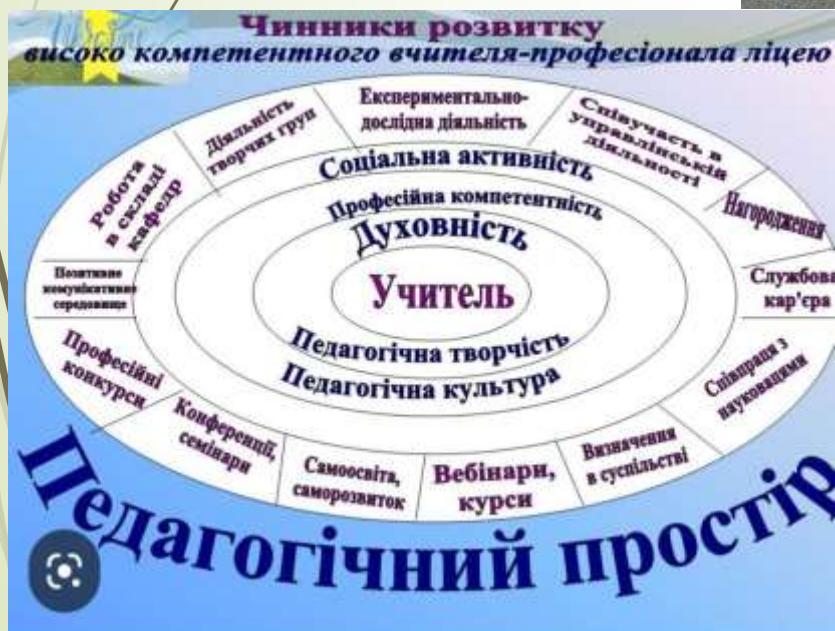 Чинники розвитку
високо компетентного вчителя-професіонала ліцею
Експериментально-
дослідна діяльність
Співучасть в
управлінській
діяльності
Нагородження
Службова
кар'єра
Співпраця з
науковцями
Визначення
в суспільстві
Вебінари,
курси
Самоосвіта,
саморозвиток
Конференції,
семінари
Професійні
конкурси
Позитивне
комунікативне
середовище
Робота
в складі
кафедр
Діяльність
творчих груп
Соціальна активність
Професійна компетентність
Духовність
Учитель
Педагогічна творчість
Педагогічна культура
Педагогічний простір